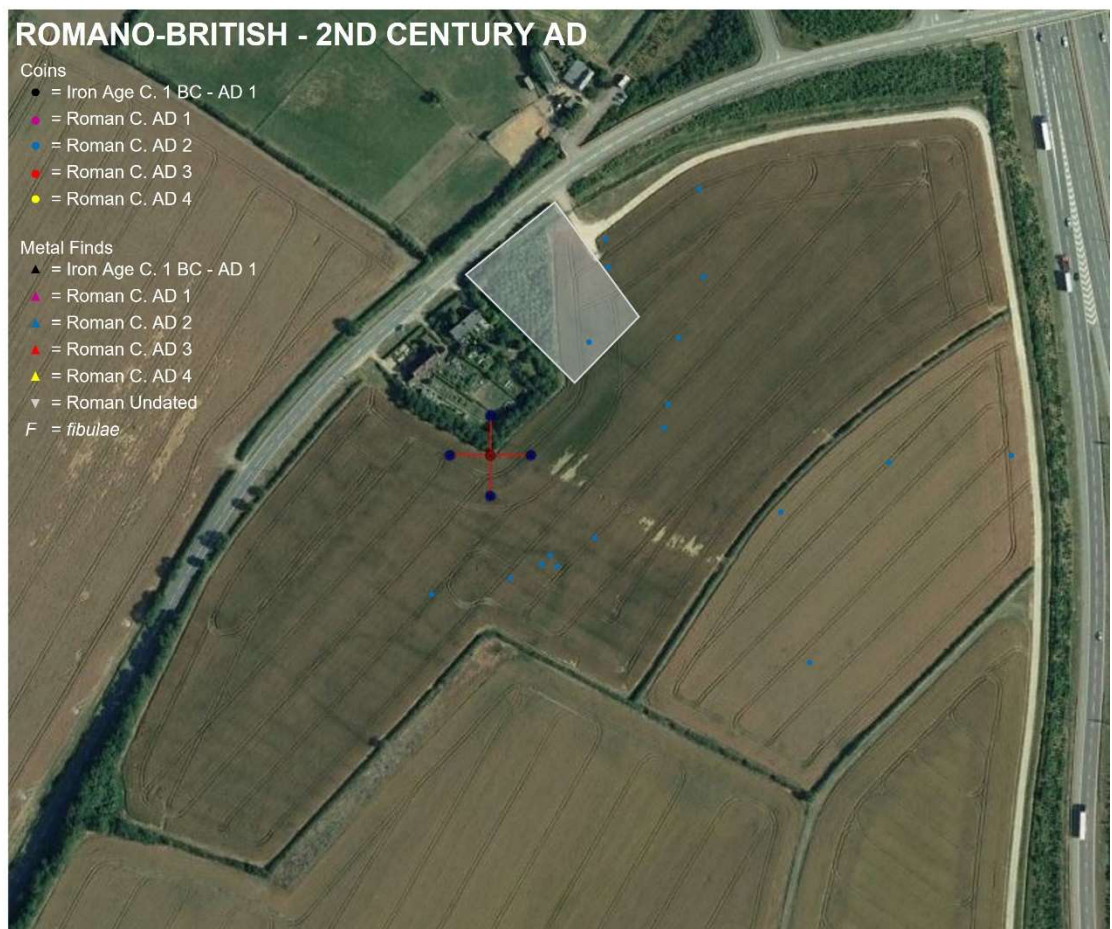 ROMANO-BRITISH - 2ND CENTURY AD
Coins
= Iron Age C. 1 BC - AD 1
= Roman C. AD 1
= Roman C. AD 2
= Roman C. AD 3
= Roman C. AD 4
Metal Finds
= Iron Age C. 1 BC - AD 1
= Roman C. AD 1
= Roman C. AD 2
= Roman C. AD 3
= Roman C. AD 4
= Roman Undated
F = fibulae